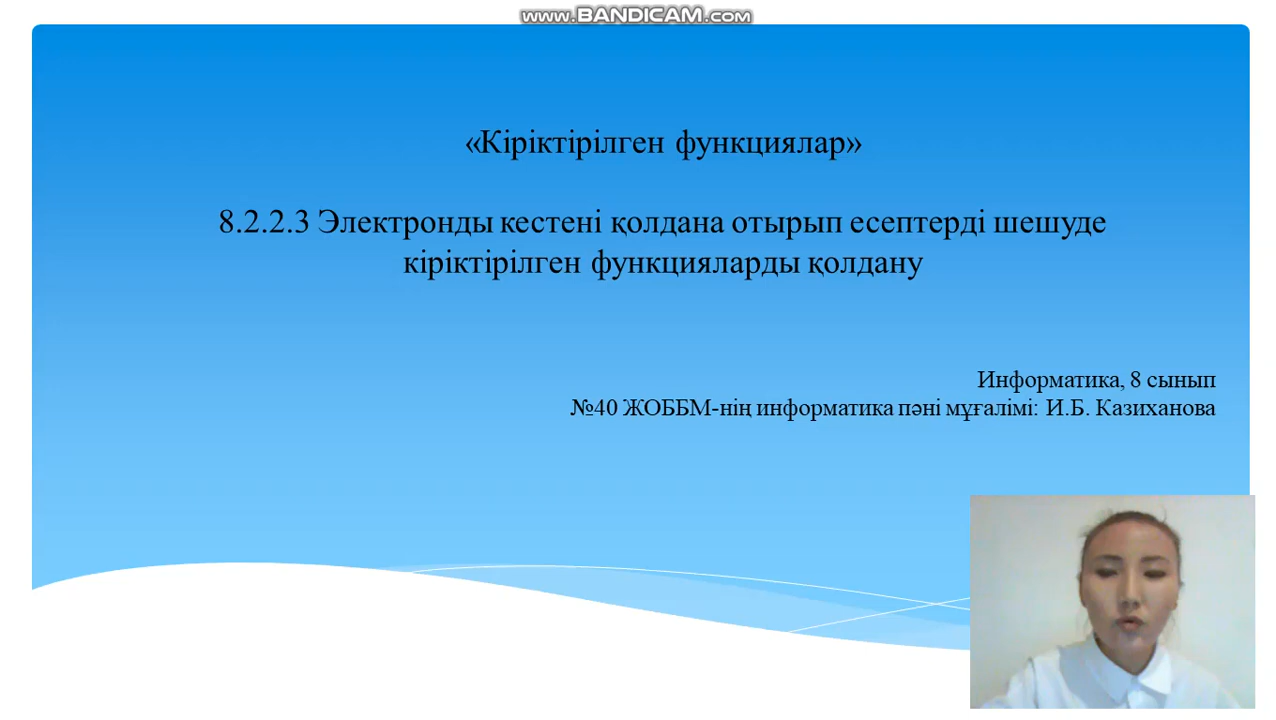 www.BANDICAM.com
«Кіріктірілген функциялар»
8.2.2.3 Электронды кестені қолдана отырып есептерді шешуде
кіріктірілген функцияларды қолдану
Информатика, 8 сынып
№40 ЖОББМ-нің информатика пәні мұғалімі: И.Б. Казиханова